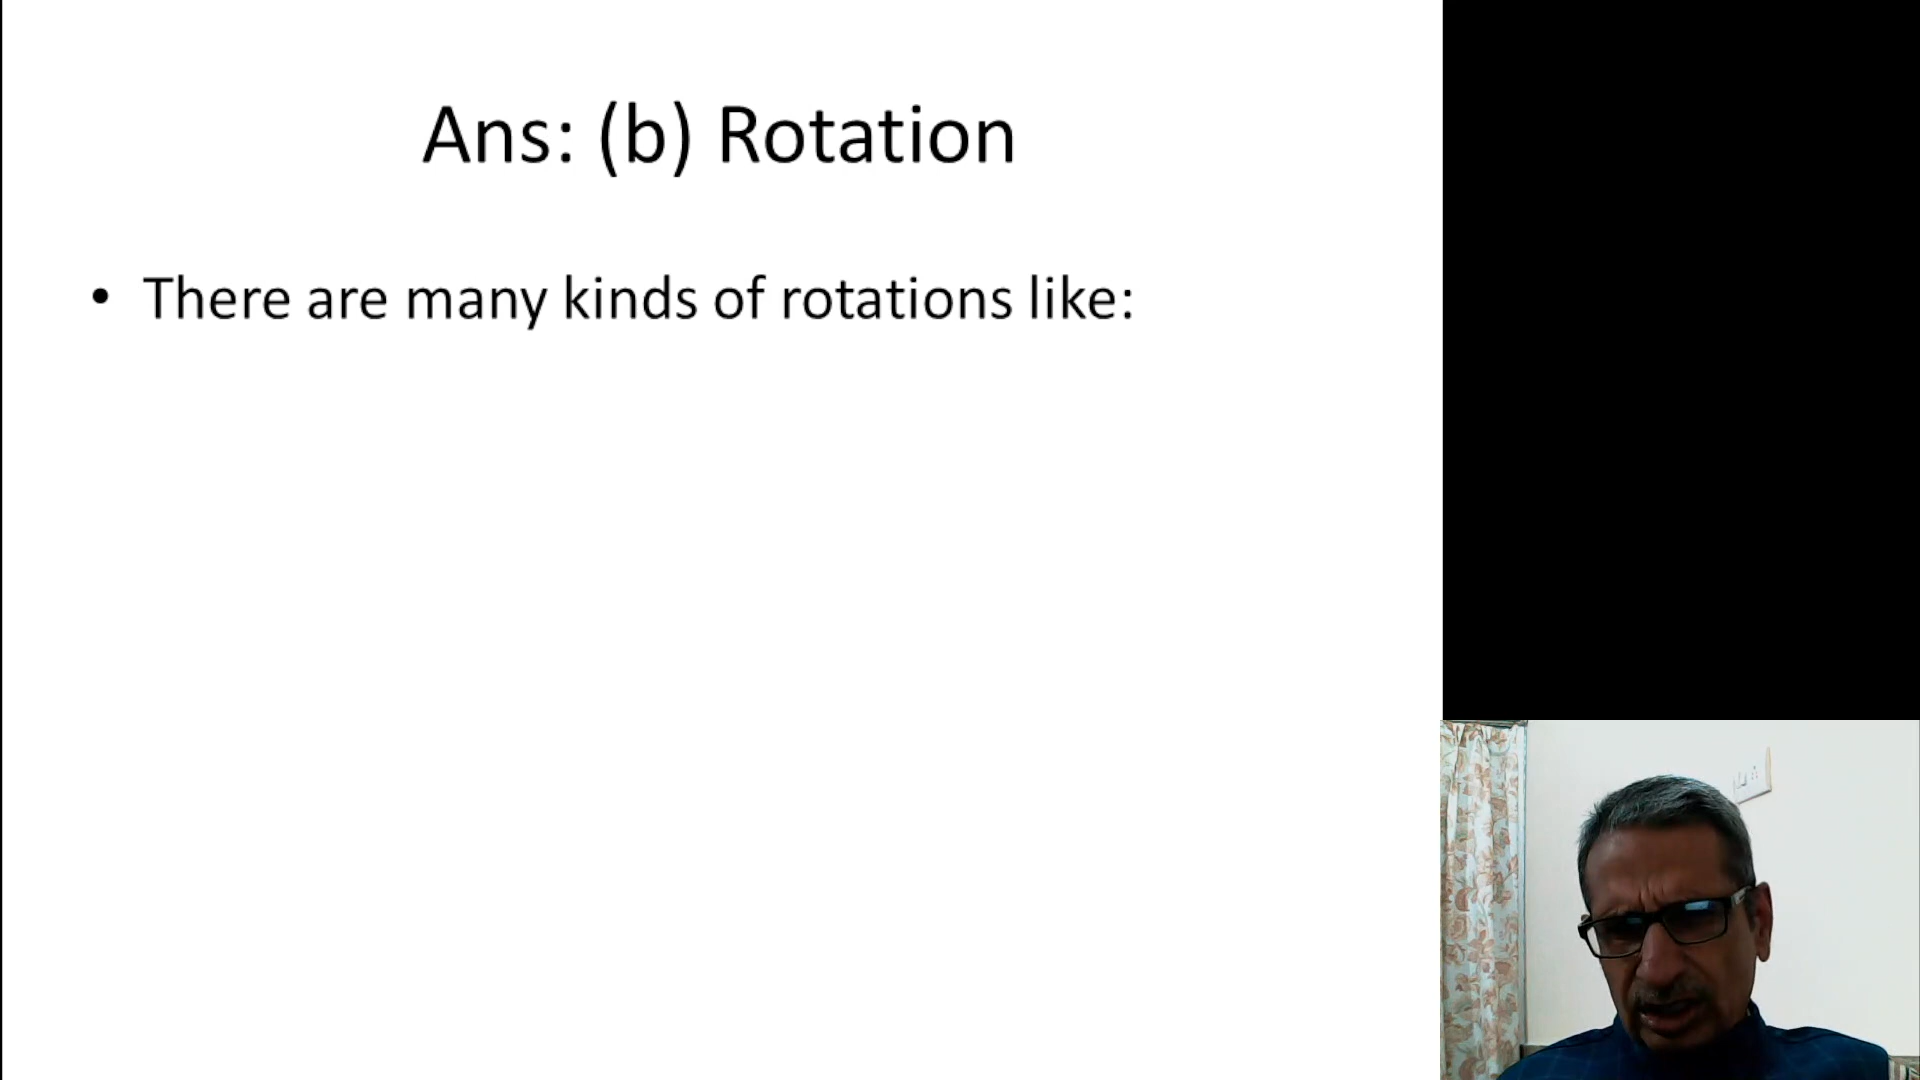 Ans: (b) Rotation
• There are many kinds of rotations like: